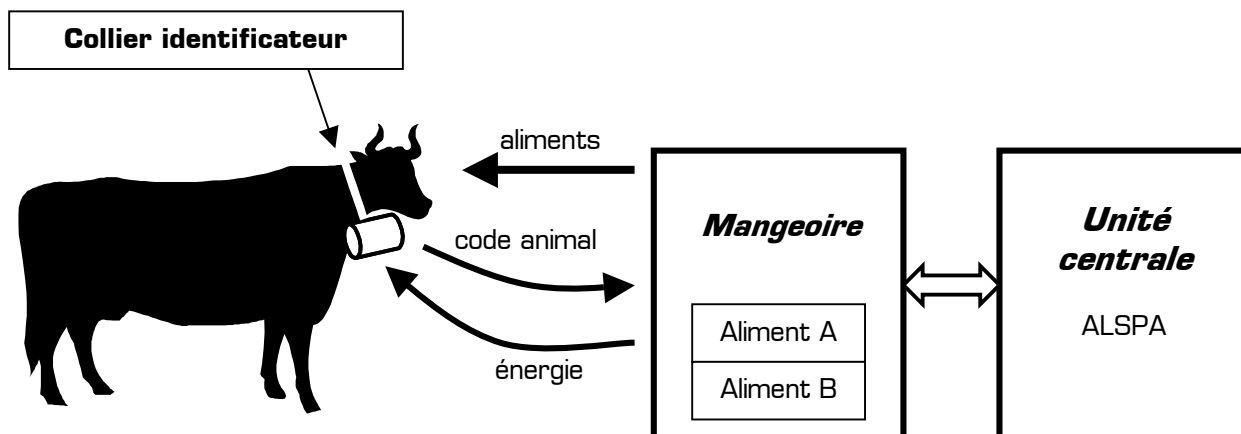 Collier identificateur
aliments
code animal
énergie
Mangeoire
Aliment A
Aliment B
Unité
centrale
ALSPA